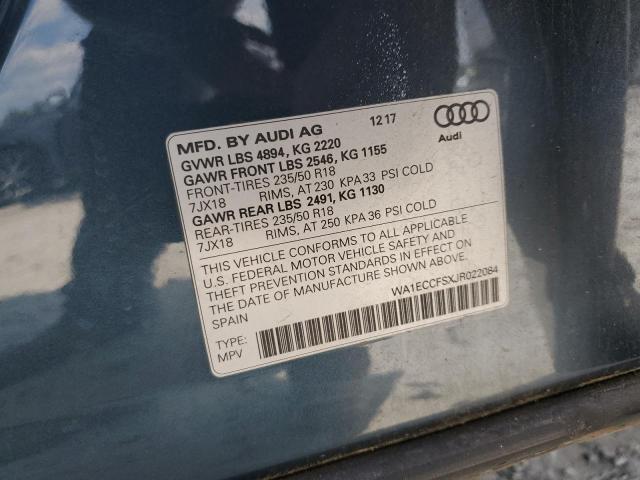 MFD. BY AUDI AG 12 17
GVWR LBS 4894, KG 2220
GAWR FRONT LBS 2546, KG 1155
FRONT-TIRES 235/50 R18
7JX18 RIMS, AT 230 KPA 33 PSI COLD
GAWR REAR LBS 2491, KG 1130
REAR-TIRES 235/50 R18
7JX18 RIMS, AT 250 KPA 36 PSI COLD
Audi
THIS VEHICLE CONFORMS TO ALL APPLICABLE
U.S. FEDERAL MOTOR VEHICLE SAFETY AND
THEFT PREVENTION STANDARDS IN EFFECT ON
THE DATE OF MANUFACTURE SHOWN ABOVE.
SPAIN
WA1ECCFSXJR022084
TYPE:
MPV